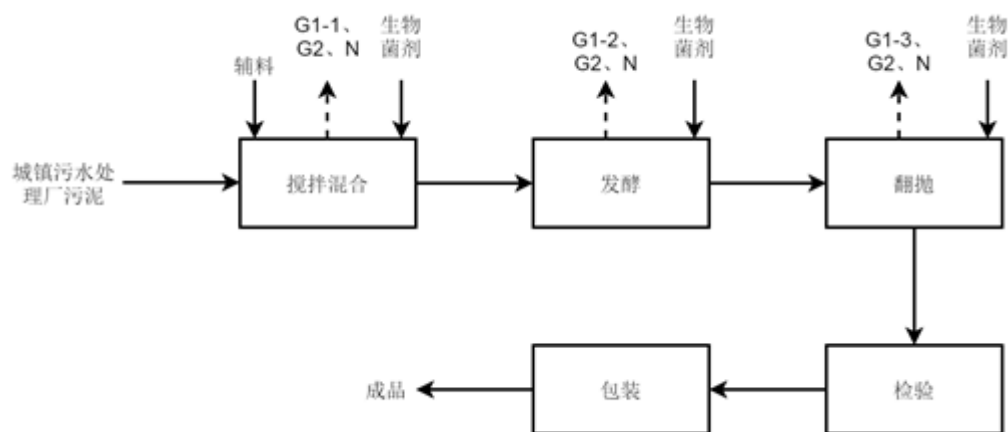 G1-1、
G2、N
生物
菌剂
辅料
G1-2、
G2、N
生物
菌剂
G1-3、
G2、N
生物
菌剂
城镇污水处
理厂污泥
搅拌混合
发酵
翻抛
成品
包装
检验